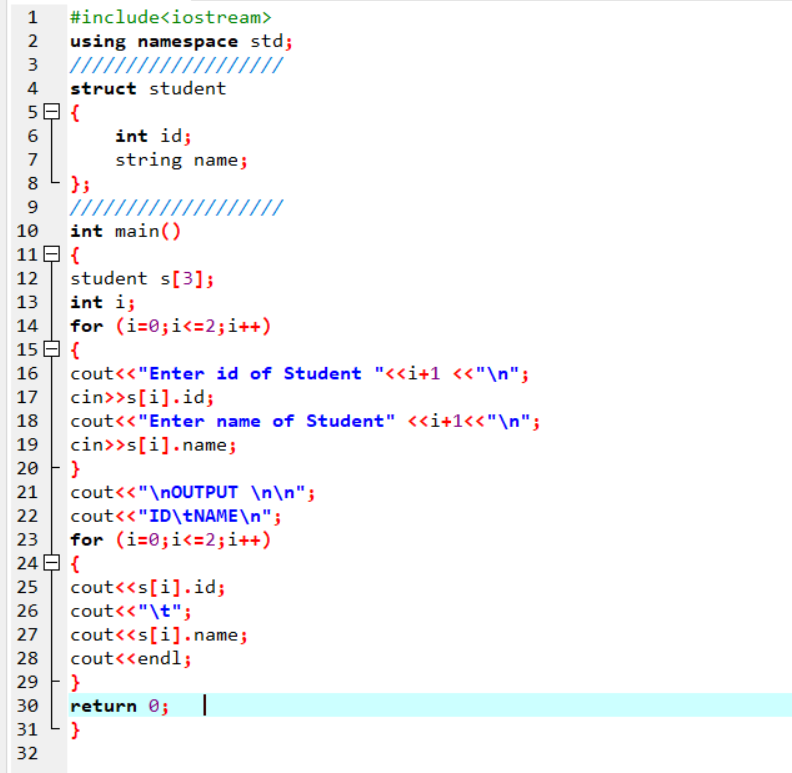 1 #include<iostream>
2 using namespace std;
3 ///////////////////
4 struct student
5 {
6 int id;
7 string name;
8 };
9 ///////////////////
10 int main()
11 {
12 student s[3];
13 int i;
14 for (i=0;i<=2;i++)
15 {
16 cout<<"Enter id of Student "<<i+1 <<"\n";
17 cin>>s[i].id;
18 cout<<"Enter name of Student" <<i+1<<"\n";
19 cin>>s[i].name;
20 }
21 cout<<"\nOUTPUT \n\n";
22 cout<<"ID\tNAME\n";
23 for (i=0;i<=2;i++)
24 {
25 cout<<s[i].id;
26 cout<<"\t";
27 cout<<s[i].name;
28 cout<<endl;
29 }
30 return 0;
31 }
32